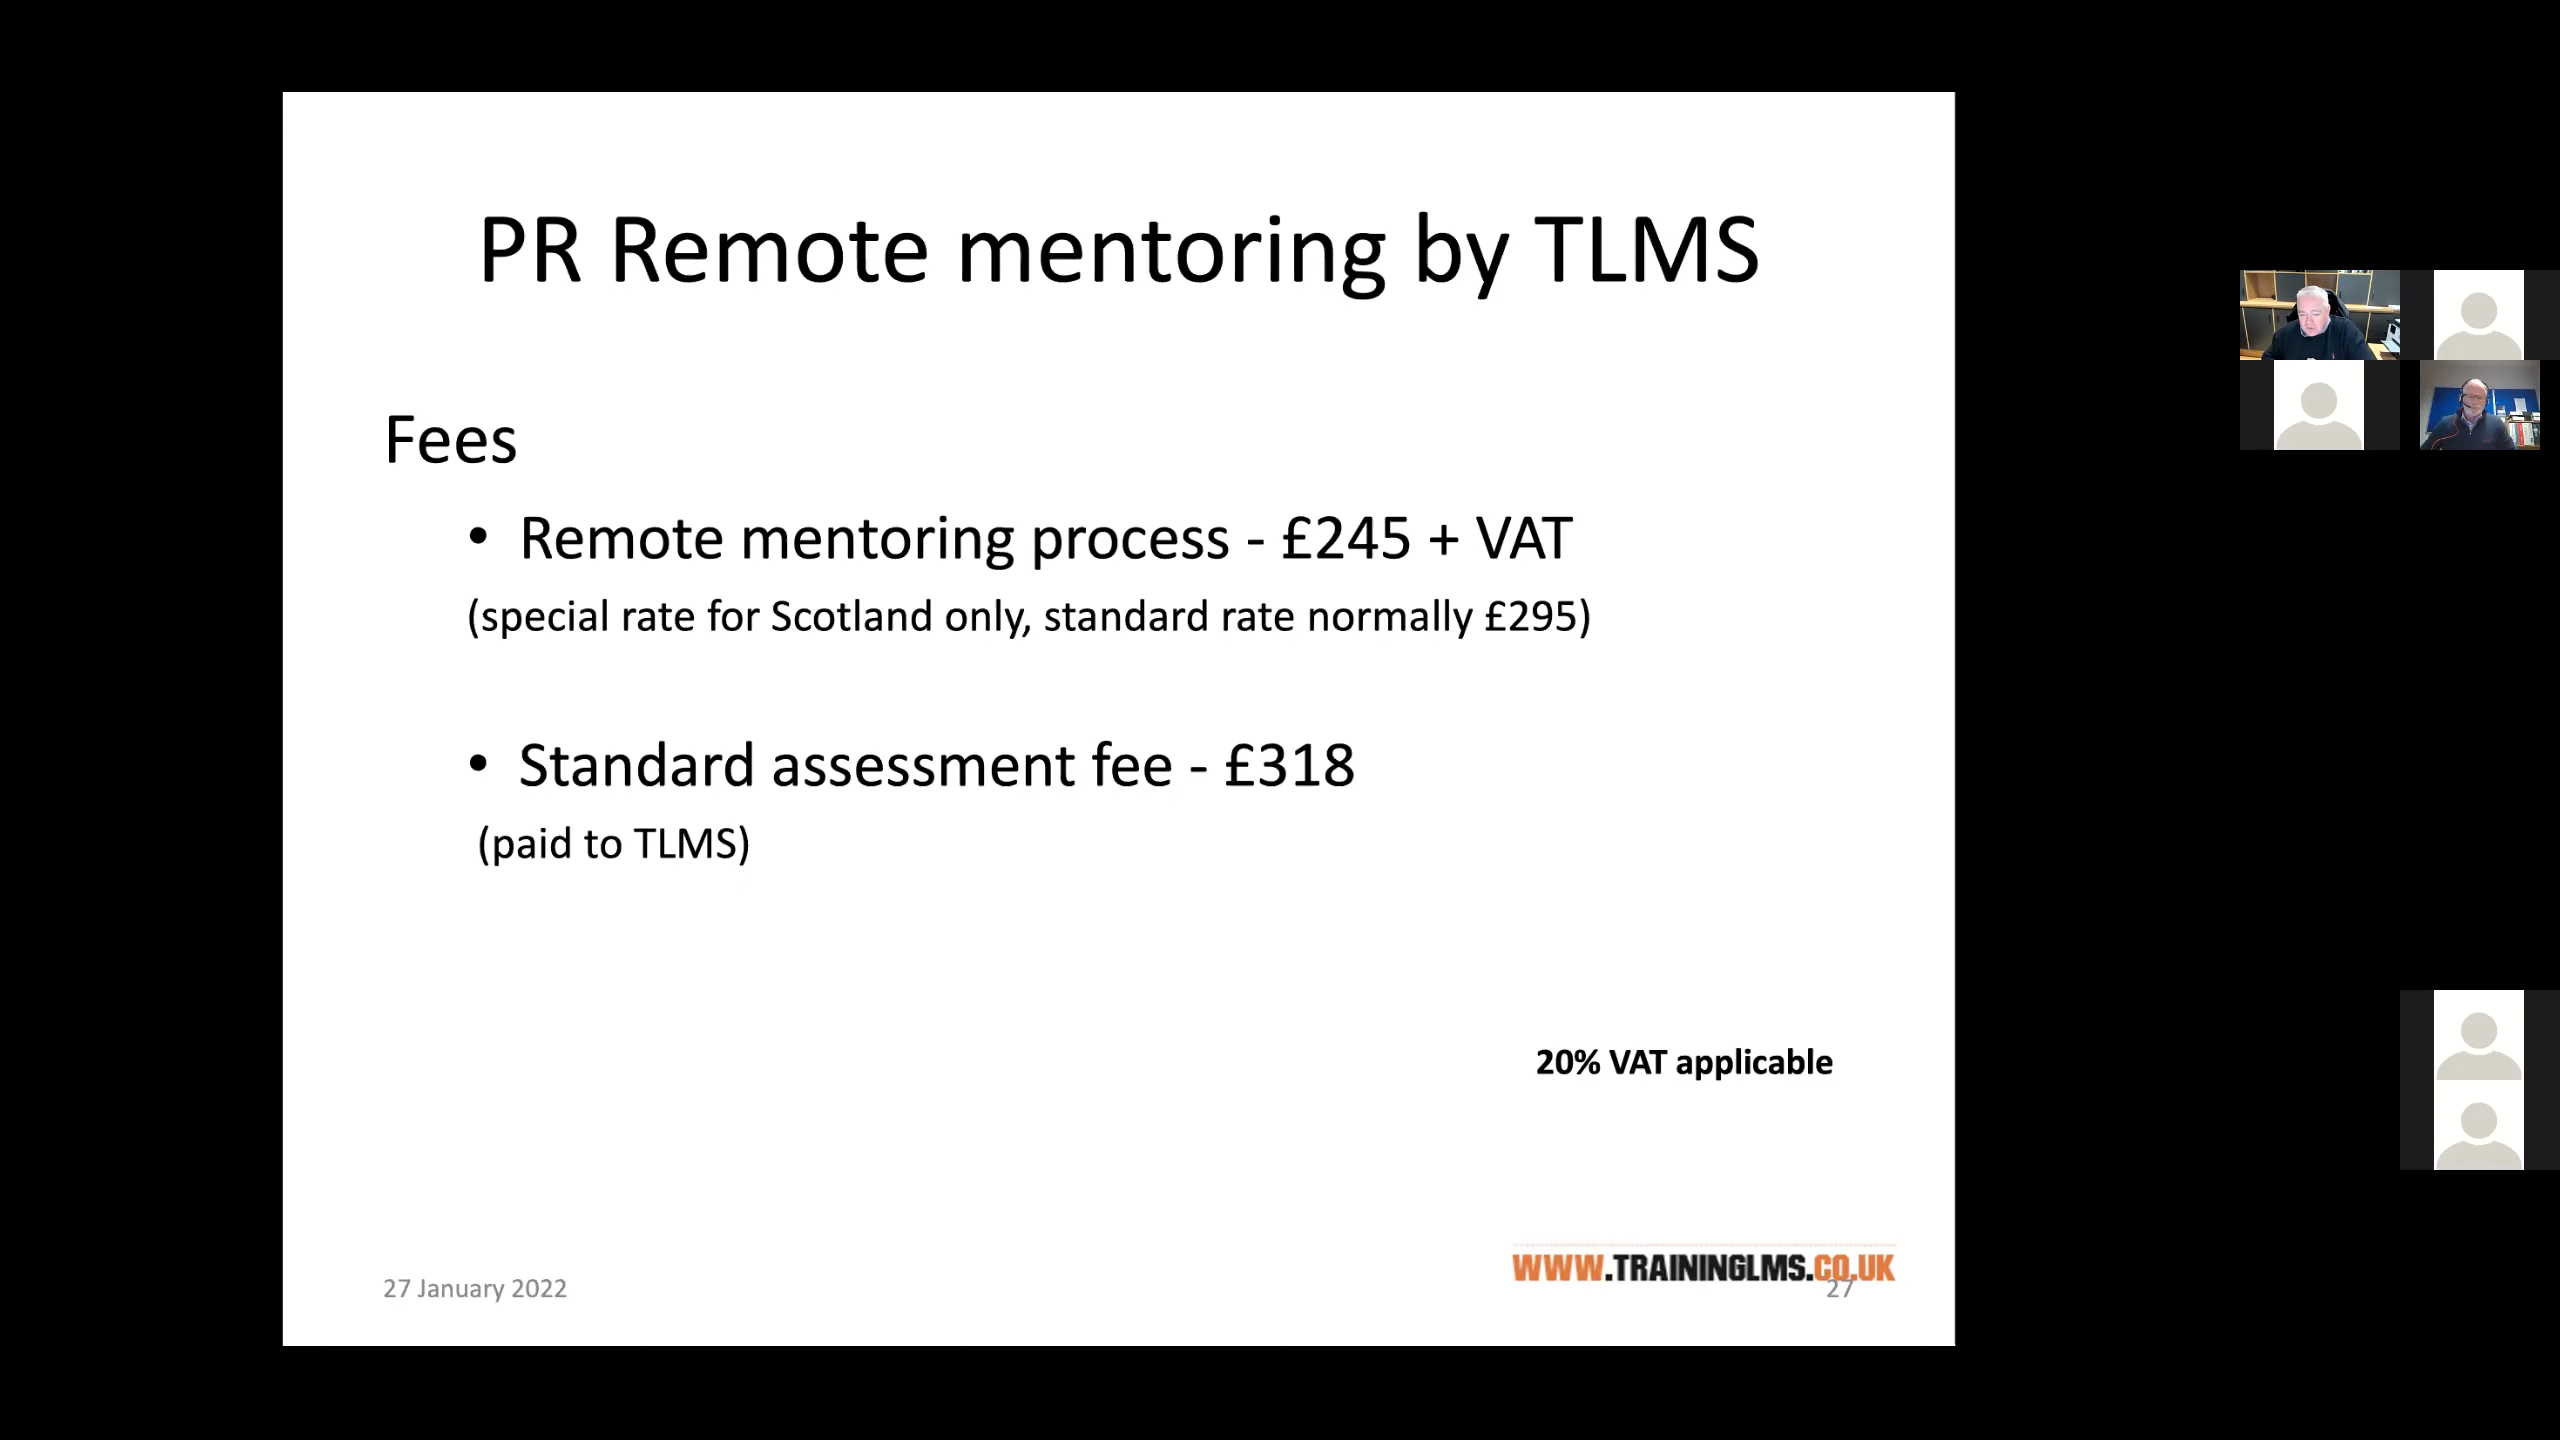 PR Remote mentoring by TLMS
Fees
• Remote mentoring process - £245 + VAT
(special rate for Scotland only, standard rate normally £295)
• Standard assessment fee - £318
(paid to TLMS)
20% VAT applicable
WWW.TRAININGLMS.CO.UK
27 January 2022
27